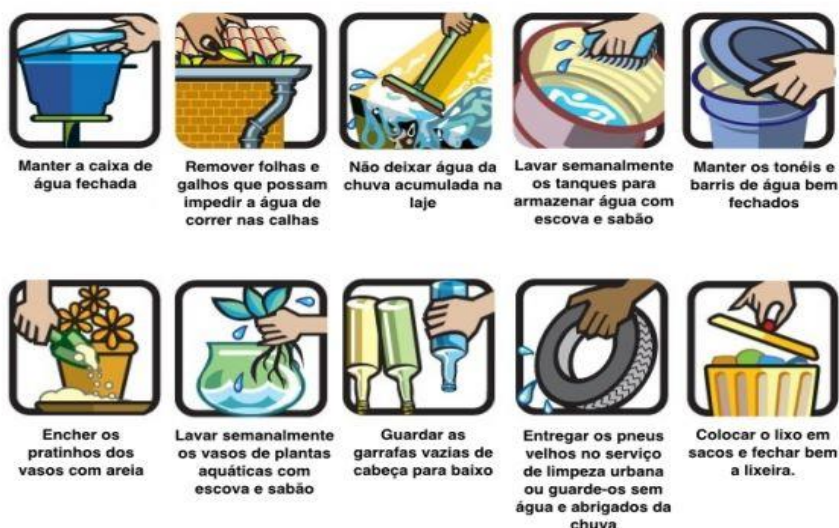 Manter a caixa de
água fechada
Remover folhas e
galhos que possam
impedir a água de
correr nas calhas
Não deixar água da
chuva acumulada na
laje
Lavar semanalmente
os tanques para
armazenar água com
escova e sabão
Manter os tonéis e
barris de água bem
fechados
Encher os
pratinhos dos
vasos com areia
Lavar semanalmente
os vasos de plantas
aquáticas com
escova e sabão
Guardar as
garrafas vazias de
cabeça para baixo
Entregar os pneus
velhos no serviço
de limpeza urbana
ou guarde-os sem
água e abrigados da
chuva
Colocar o lixo em
sacos e fechar bem
a lixeira.